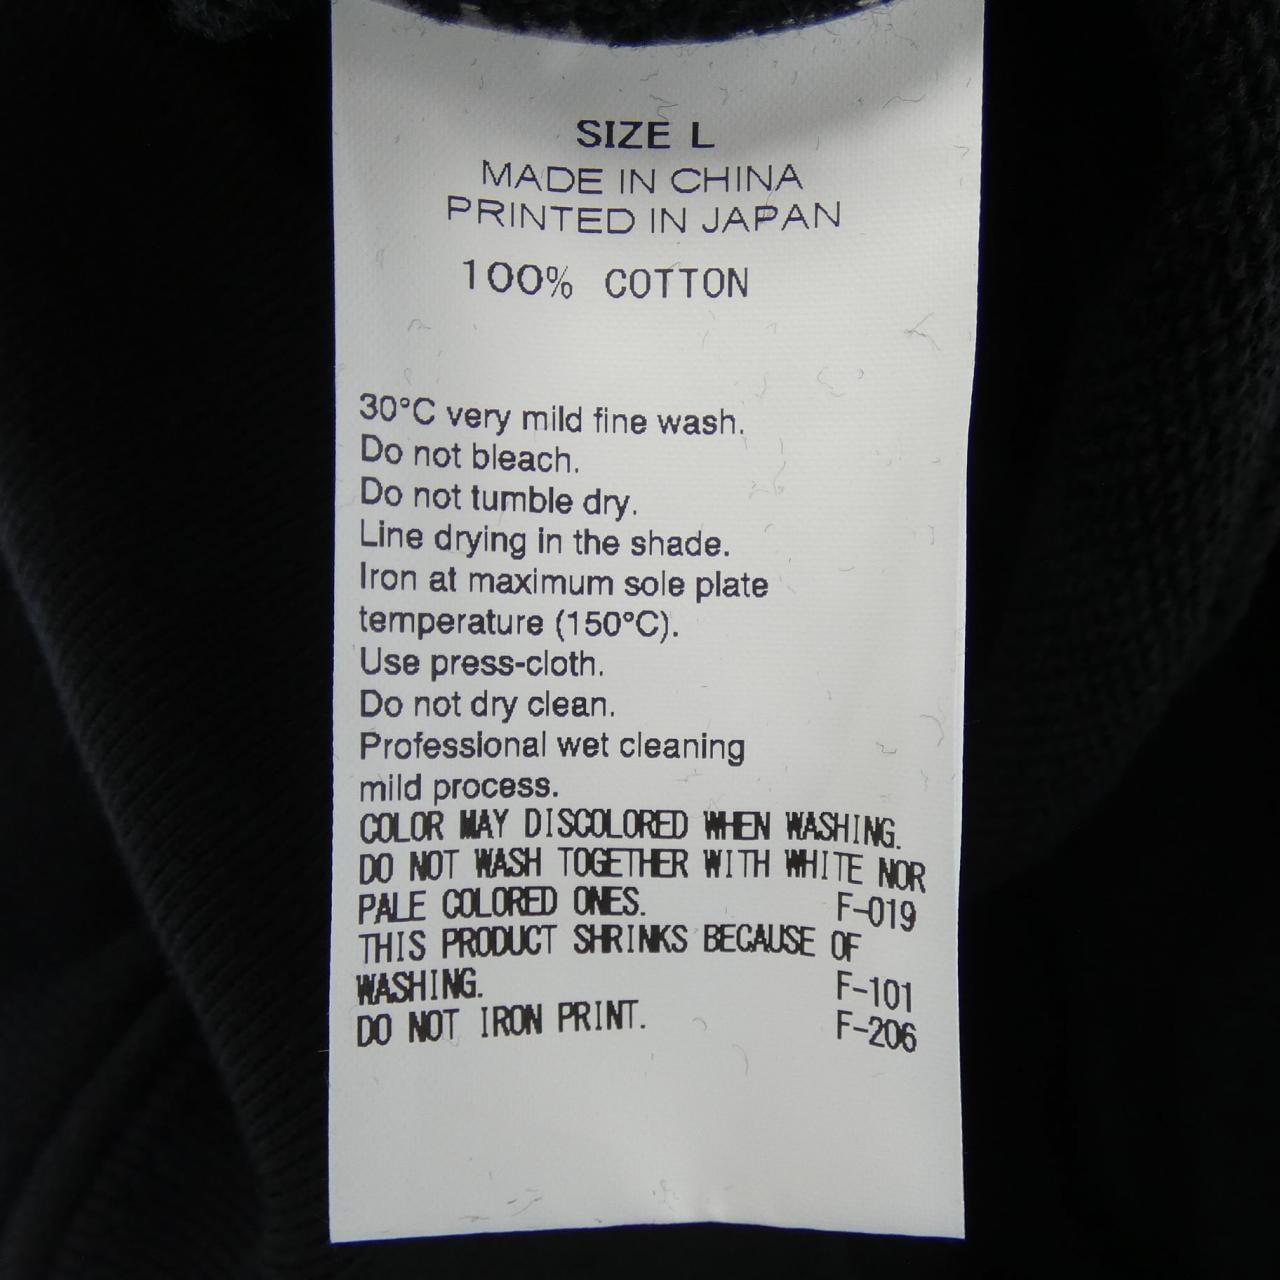 SIZE L
MADE IN CHINA
PRINTED IN JAPAN
100% COTTON
30°C very mild fine wash.
Do not bleach.
Do not tumble dry.
Line drying in the shade.
Iron at maximum sole plate
temperature (150°C).
Use press-cloth.
Do not dry clean.
Professional wet cleaning
mild process.
COLOR MAY DISCOLORED WHEN WASHING.
DO NOT WASH TOGETHER WITH WHITE NOR
PALE COLORED ONES. F-019
THIS PRODUCT SHRINKS BECAUSE OF
WASHING. F-101
DO NOT IRON PRINT. F-206